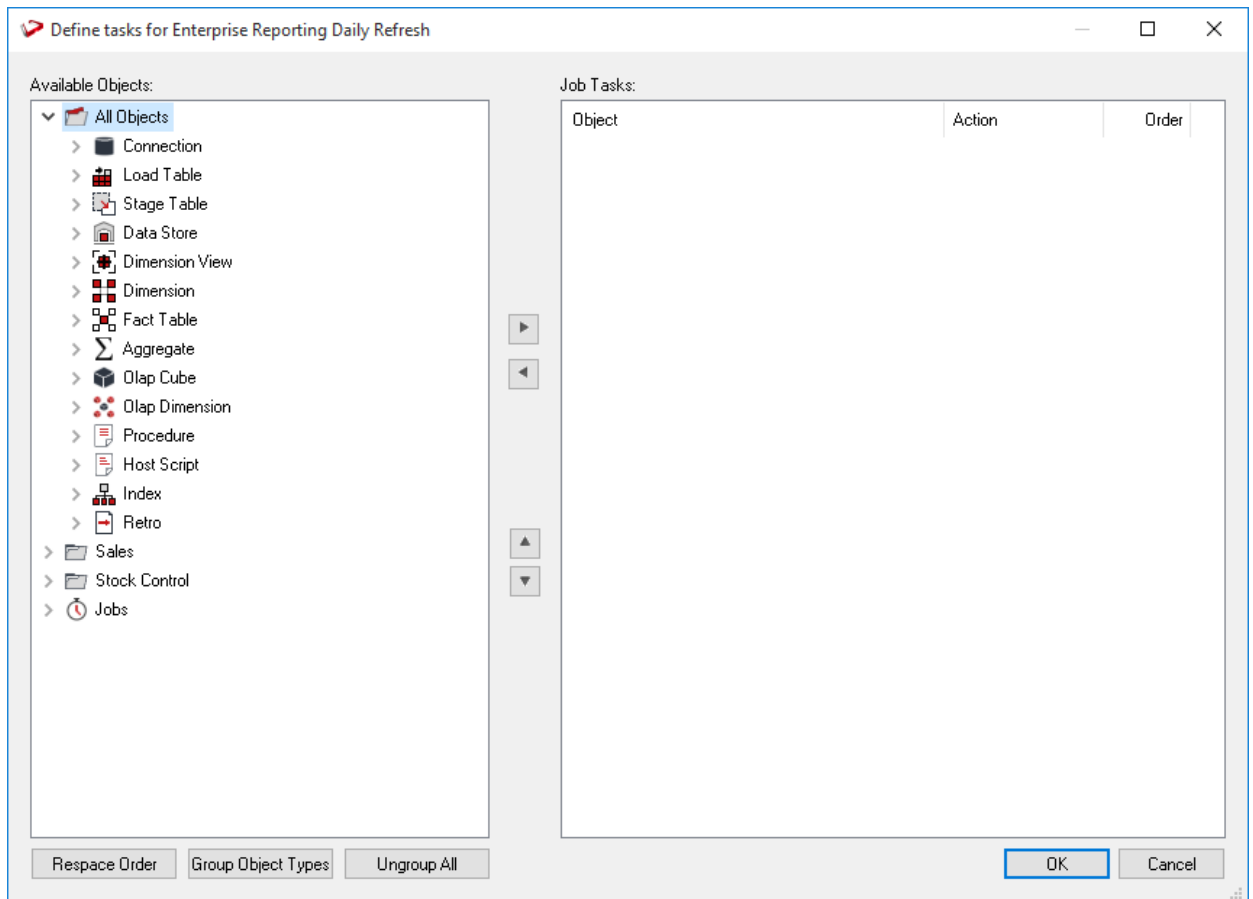 Define tasks for Enterprise Reporting Daily Refresh
Available Objects:
Job Tasks:
All Objects
Connection
Load Table
Stage Table
Data Store
Dimension View
Dimension
Fact Table
Aggregate
Olap Cube
Olap Dimension
Procedure
Host Script
Index
Retro
Sales
Stock Control
Jobs
Object Action Order
Respace Order Group Object Types Ungroup All OK Cancel